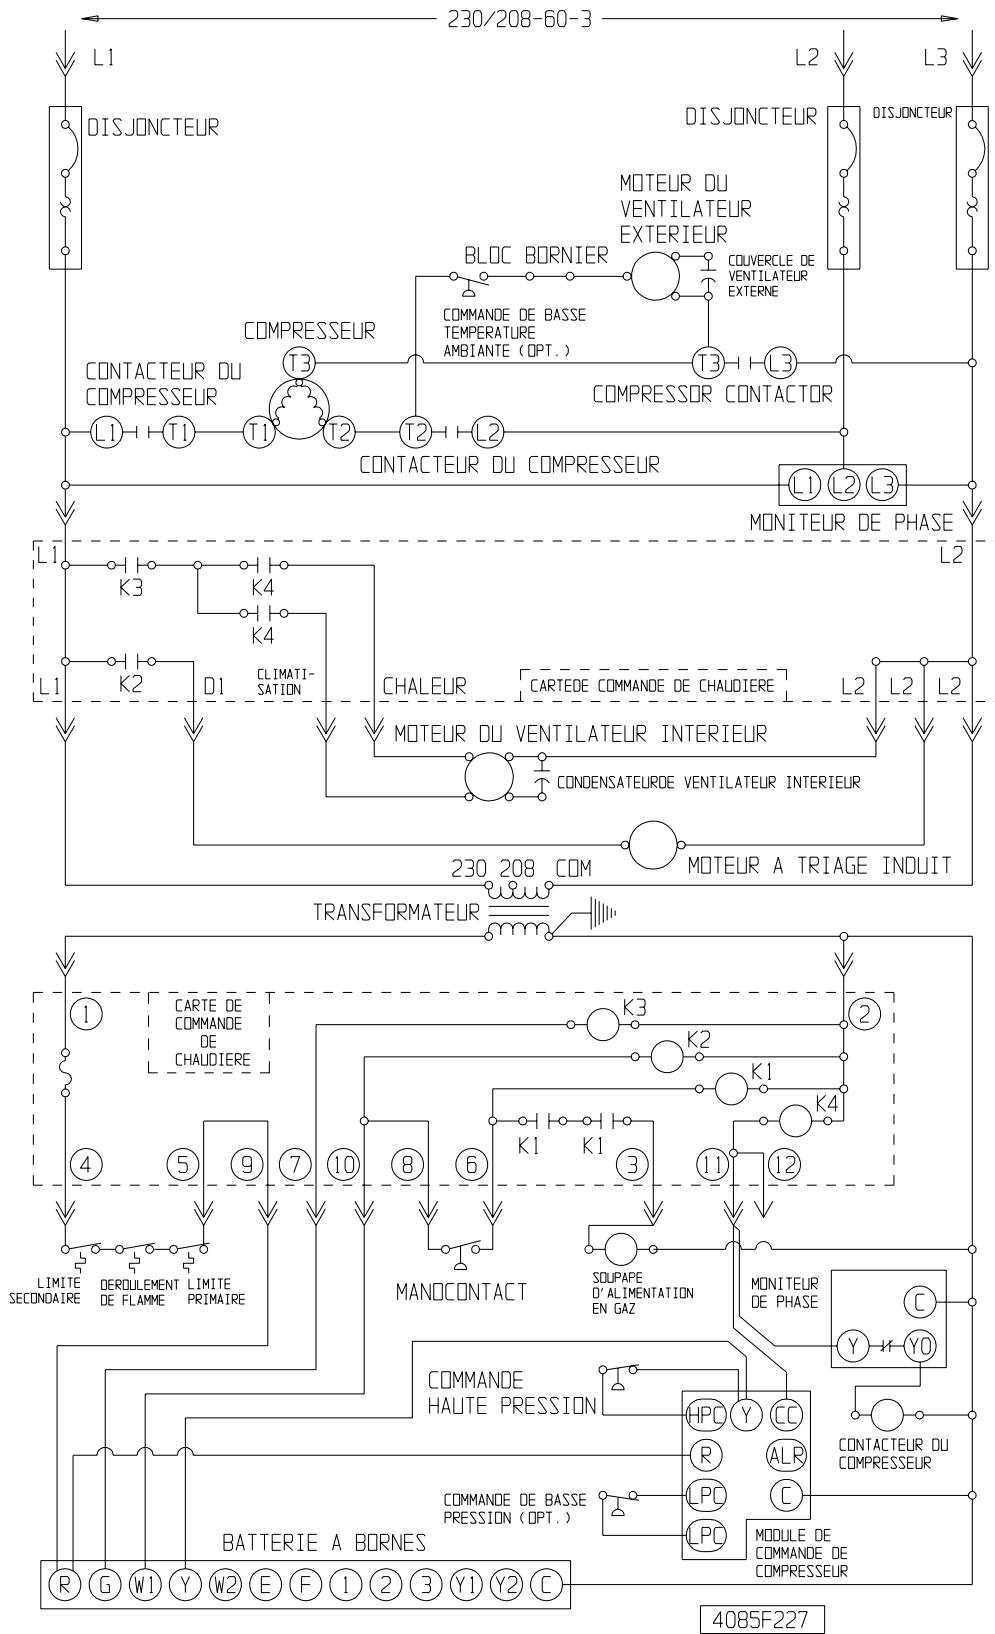 230/208-60-3
L1
L2
L3
DISJONCTEUR
DISJONCTEUR
DISJONCTEUR
MOTEUR DU
VENTILATEUR
EXTERIEUR
BLOC BORNIER
COUVERCLE DE
VENTILATEUR
EXTERNE
COMMANDE DE BASSE
TEMPERATURE
AMBIANTE (OPT.)
COMPRESSEUR
T3
T3
L3
CONTACTEUR DU
COMPRESSEUR
COMPRESSOR CONTACTOR
L1
T1
T1
T2
T2
L2
CONTACTEUR DU COMPRESSEUR
L1
L2
L3
MONITEUR DE PHASE
L1
L2
K3
K4
K4
K2
L1
D1
CLIMATI-
SATION
CHALEUR
CARTEDE COMMANDE DE CHAUDIERE
L2
L2
L2
MOTEUR DU VENTILATEUR INTERIEUR
CONDENSATEURDE VENTILATEUR INTERIEUR
MOTEUR A TRIAGE INDUIT
230 208 COM
TRANSFORMATEUR
1
CARTE DE
COMMANDE
DE
CHAUDIERE
K3
2
K2
K1
K4
K1
K1
4
5
9
7
10
8
6
3
11
12
LIMITE
SECONDAIRE
DEROULEMENT
DE FLAMME
LIMITE
PRIMAIRE
MANOCONTACT
SOUPAPE
D'ALIMENTATION
EN GAZ
MONITEUR
DE PHASE
C
Y
YO
COMMANDE
HAUTE PRESSION
HPC
Y
CC
R
ALR
LPC
C
LPC
CONTACTEUR DU
COMPRESSEUR
COMMANDE DE BASSE
PRESSION (OPT.)
MODULE DE
COMMANDE DE
COMPRESSEUR
BATTERIE A BORNES
R G W1 Y W2 E F 1 2 3 Y1 Y2 C
4085F227